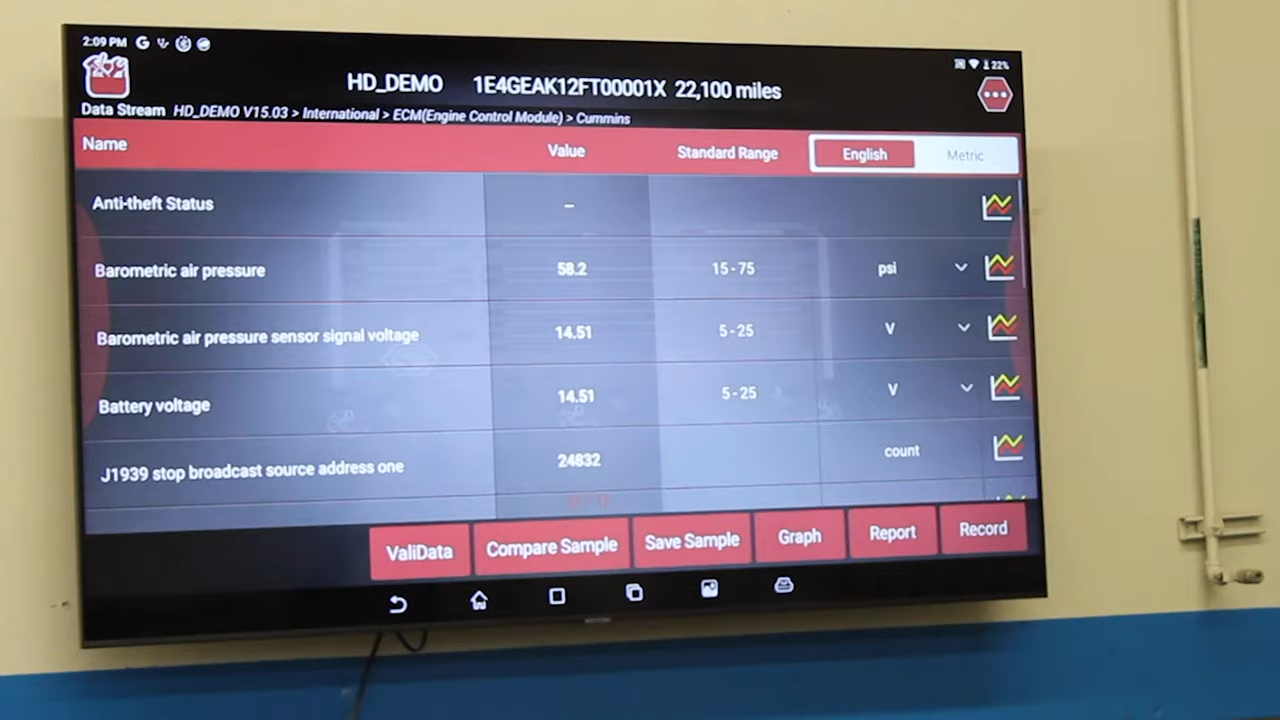 2:09 PM
22%
HD_DEMO 1E4GEAK12FT00001X 22,100 miles
Data Stream HD_DEMO V15.03 > International > ECM(Engine Control Module) > Cummins
Name Value Standard Range English Metric
Anti-theft Status –
Barometric air pressure 58.2 15 - 75 psi
Barometric air pressure sensor signal voltage 14.51 5 - 25 V
Battery voltage 14.51 5 - 25 V
J1939 stop broadcast source address one 24832 count
ValiData Compare Sample Save Sample Graph Report Record